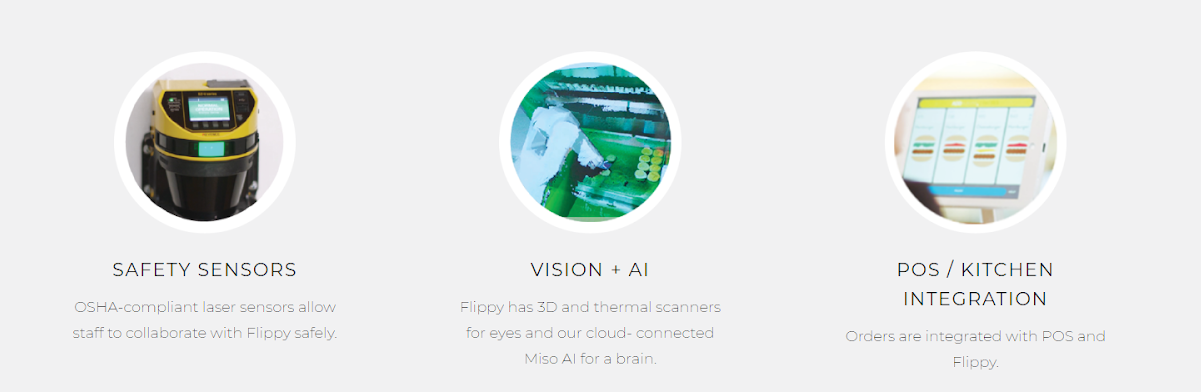 SAFETY SENSORS
OSHA-compliant laser sensors allow
staff to collaborate with Flippy safely.
VISION + AI
Flippy has 3D and thermal scanners
for eyes and our cloud- connected
Miso AI for a brain.
POS / KITCHEN
INTEGRATION
Orders are integrated with POS and
Flippy.